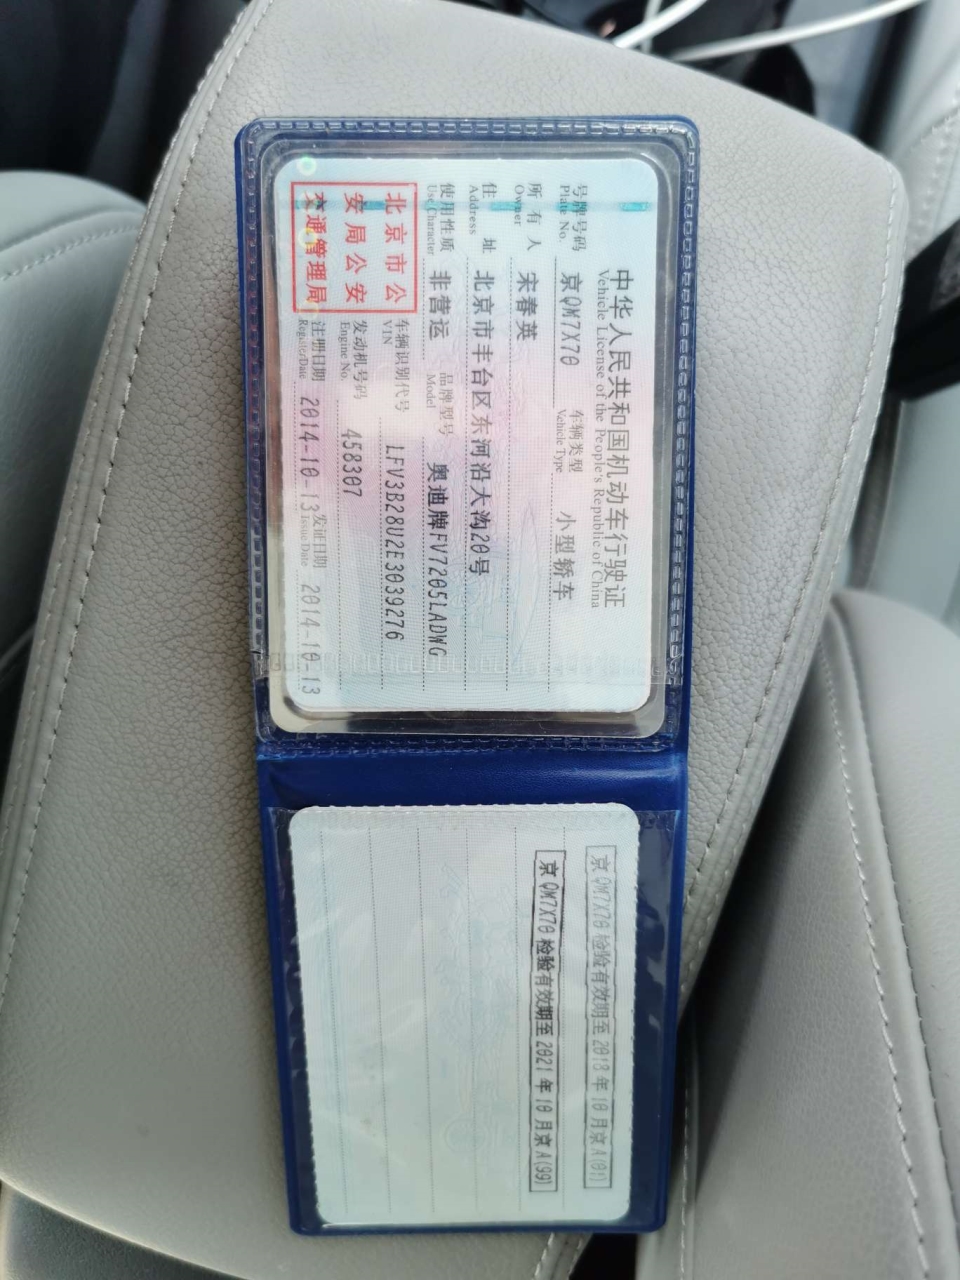 中华人民共和国机动车行驶证
Vehicle License of the People's Republic of China
号牌号码 京QM7X70 车辆类型 小型轿车
Plate No. Vehicle Type
所有人 宋春英
Owner
住址 北京市丰台区东河沿大沟20号
Address
使用性质 非营运 品牌型号 奥迪牌FV7205LADWG
Use Character Model
北京市公
安局公安
交通管理局
车辆识别代号 LFV3B28U2E3039276
VIN
发动机号码 458307
Engine No.
注册日期 2014-10-13 发证日期 2014-10-13
Register Date Issue Date
京QM7X70 检验有效期至2018年10月京A(01)
京QM7X70 检验有效期至2021年10月京A(99)